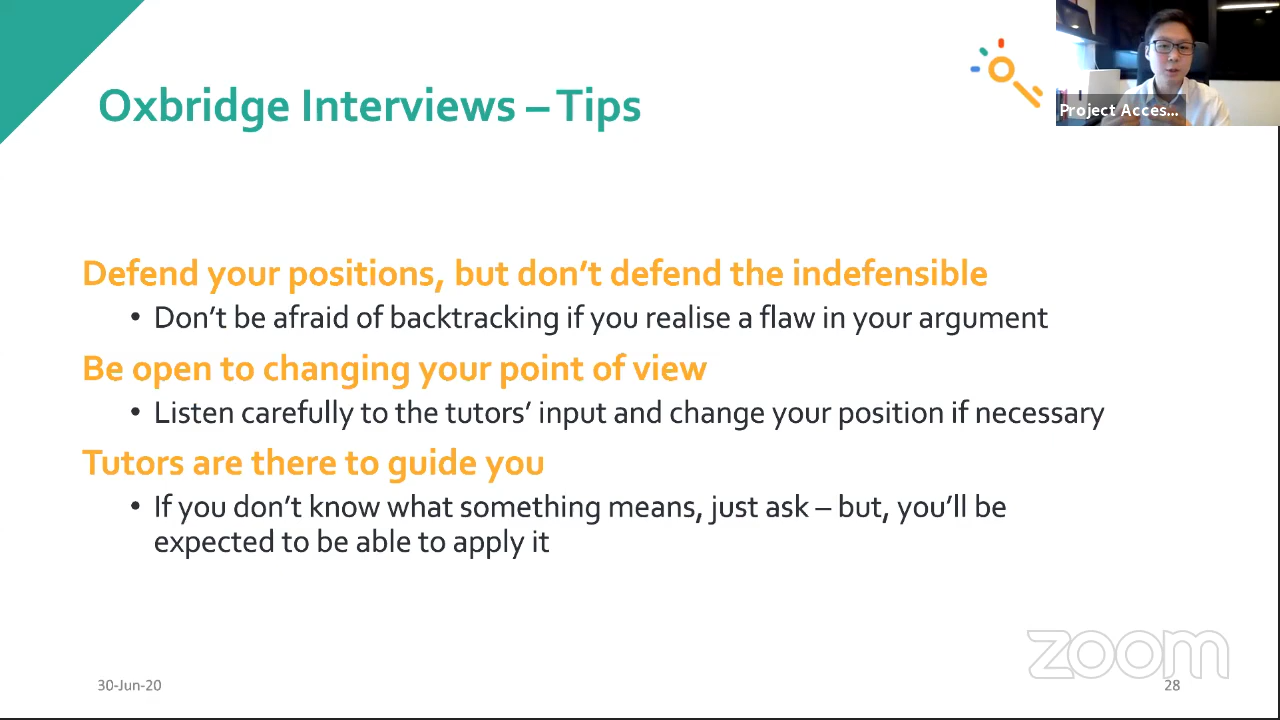 Oxbridge Interviews – Tips
Project Acces...
Defend your positions, but don't defend the indefensible
• Don't be afraid of backtracking if you realise a flaw in your argument
Be open to changing your point of view
• Listen carefully to the tutors' input and change your position if necessary
Tutors are there to guide you
• If you don't know what something means, just ask – but, you'll be
expected to be able to apply it
zoom
30-Jun-20
28